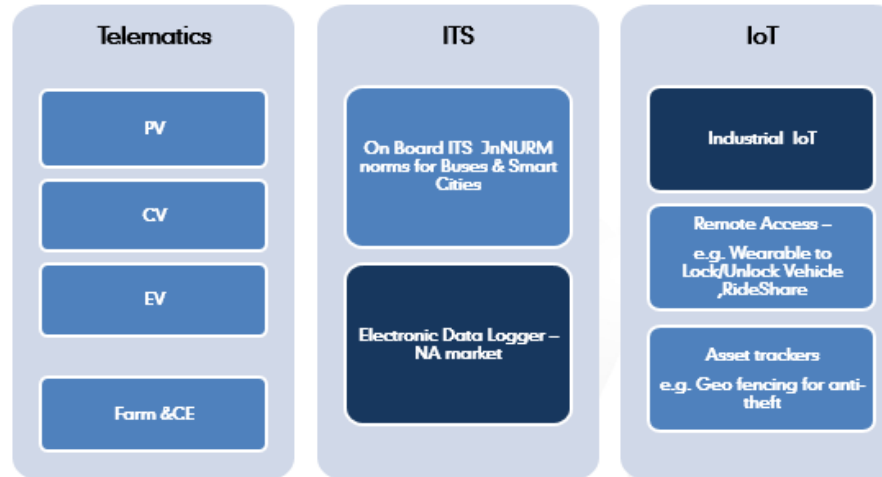 Telematics
PV
CV
EV
Farm &CE
ITS
On Board ITS JnNURM
norms for Buses & Smart
Cities
Electronic Data Logger –
NA market
IoT
Industrial IoT
Remote Access –
e.g. Wearable to
Lock/Unlock Vehicle
,RideShare
Asset trackers
e.g. Geo fencing for anti-
theft